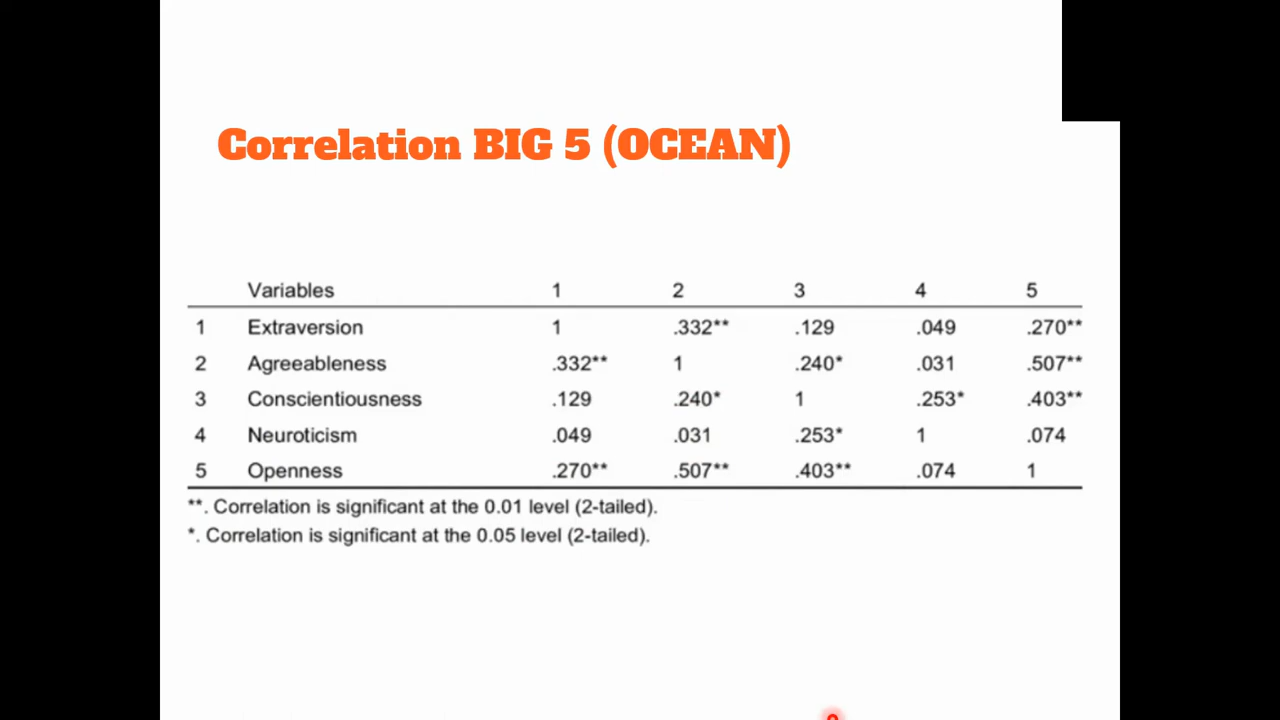 Correlation BIG 5 (OCEAN)
Variables 1 2 3 4 5
1 Extraversion 1 .332** .129 .049 .270**
2 Agreeableness .332** 1 .240* .031 .507**
3 Conscientiousness .129 .240* 1 .253* .403**
4 Neuroticism .049 .031 .253* 1 .074
5 Openness .270** .507** .403** .074 1
**. Correlation is significant at the 0.01 level (2-tailed).
*. Correlation is significant at the 0.05 level (2-tailed).